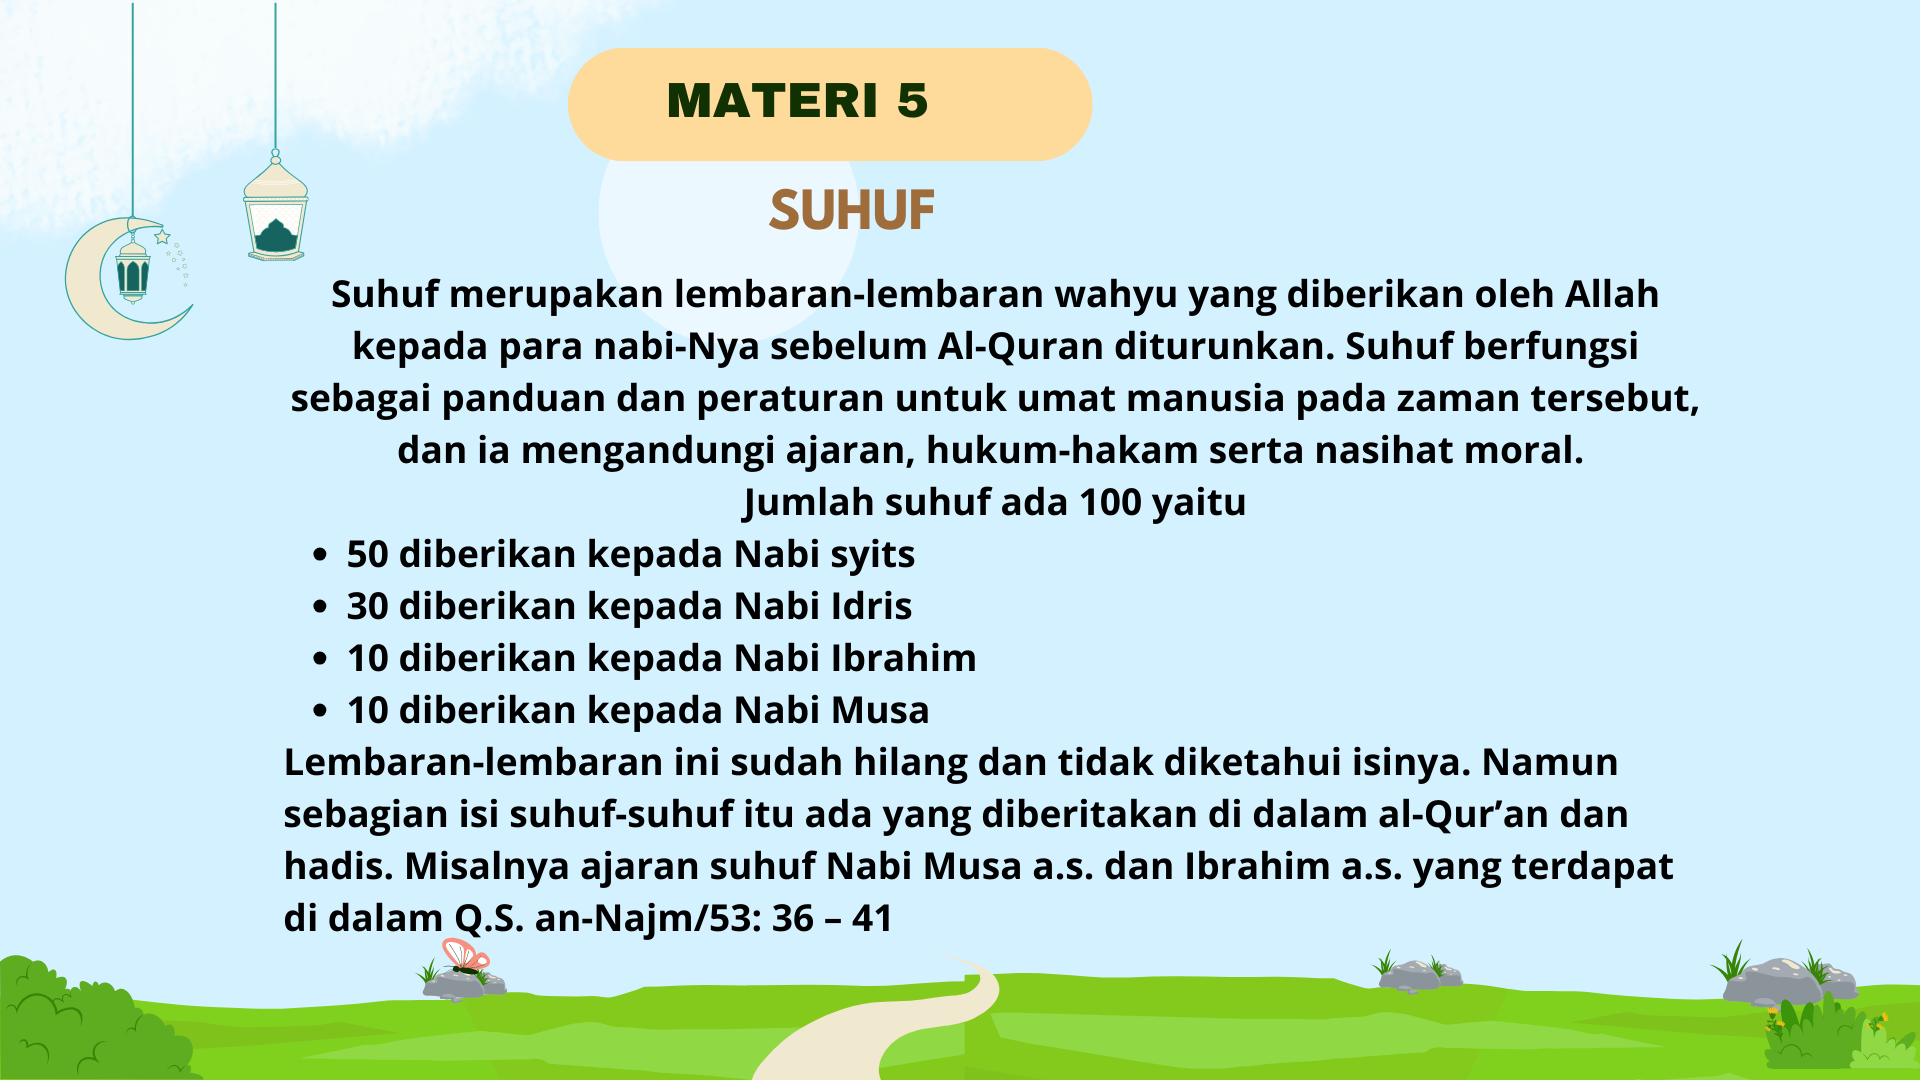 MATERI 5
SUHUF
Suhuf merupakan lembaran-lembaran wahyu yang diberikan oleh Allah
kepada para nabi-Nya sebelum Al-Quran diturunkan. Suhuf berfungsi
sebagai panduan dan peraturan untuk umat manusia pada zaman tersebut,
dan ia mengandungi ajaran, hukum-hakam serta nasihat moral.
Jumlah suhuf ada 100 yaitu
• 50 diberikan kepada Nabi syits
• 30 diberikan kepada Nabi Idris
• 10 diberikan kepada Nabi Ibrahim
• 10 diberikan kepada Nabi Musa
Lembaran-lembaran ini sudah hilang dan tidak diketahui isinya. Namun
sebagian isi suhuf-suhuf itu ada yang diberitakan di dalam al-Qur’an dan
hadis. Misalnya ajaran suhuf Nabi Musa a.s. dan Ibrahim a.s. yang terdapat
di dalam Q.S. an-Najm/53: 36 – 41